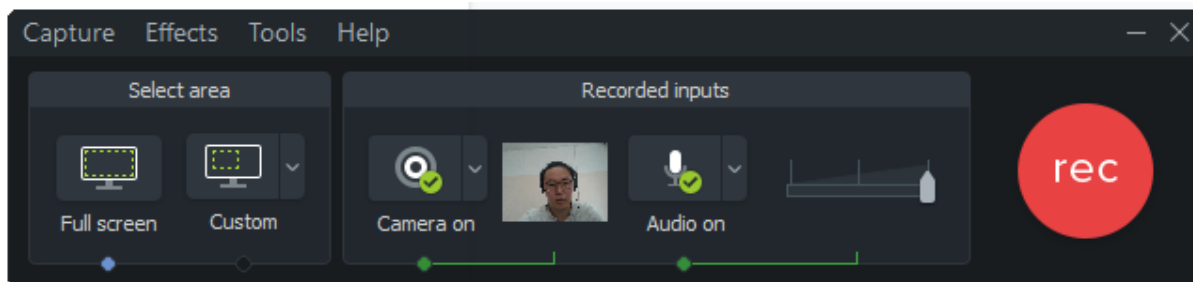 Capture Effects Tools Help
Select area
Recorded inputs
rec
Full screen
Custom
Camera on
Audio on